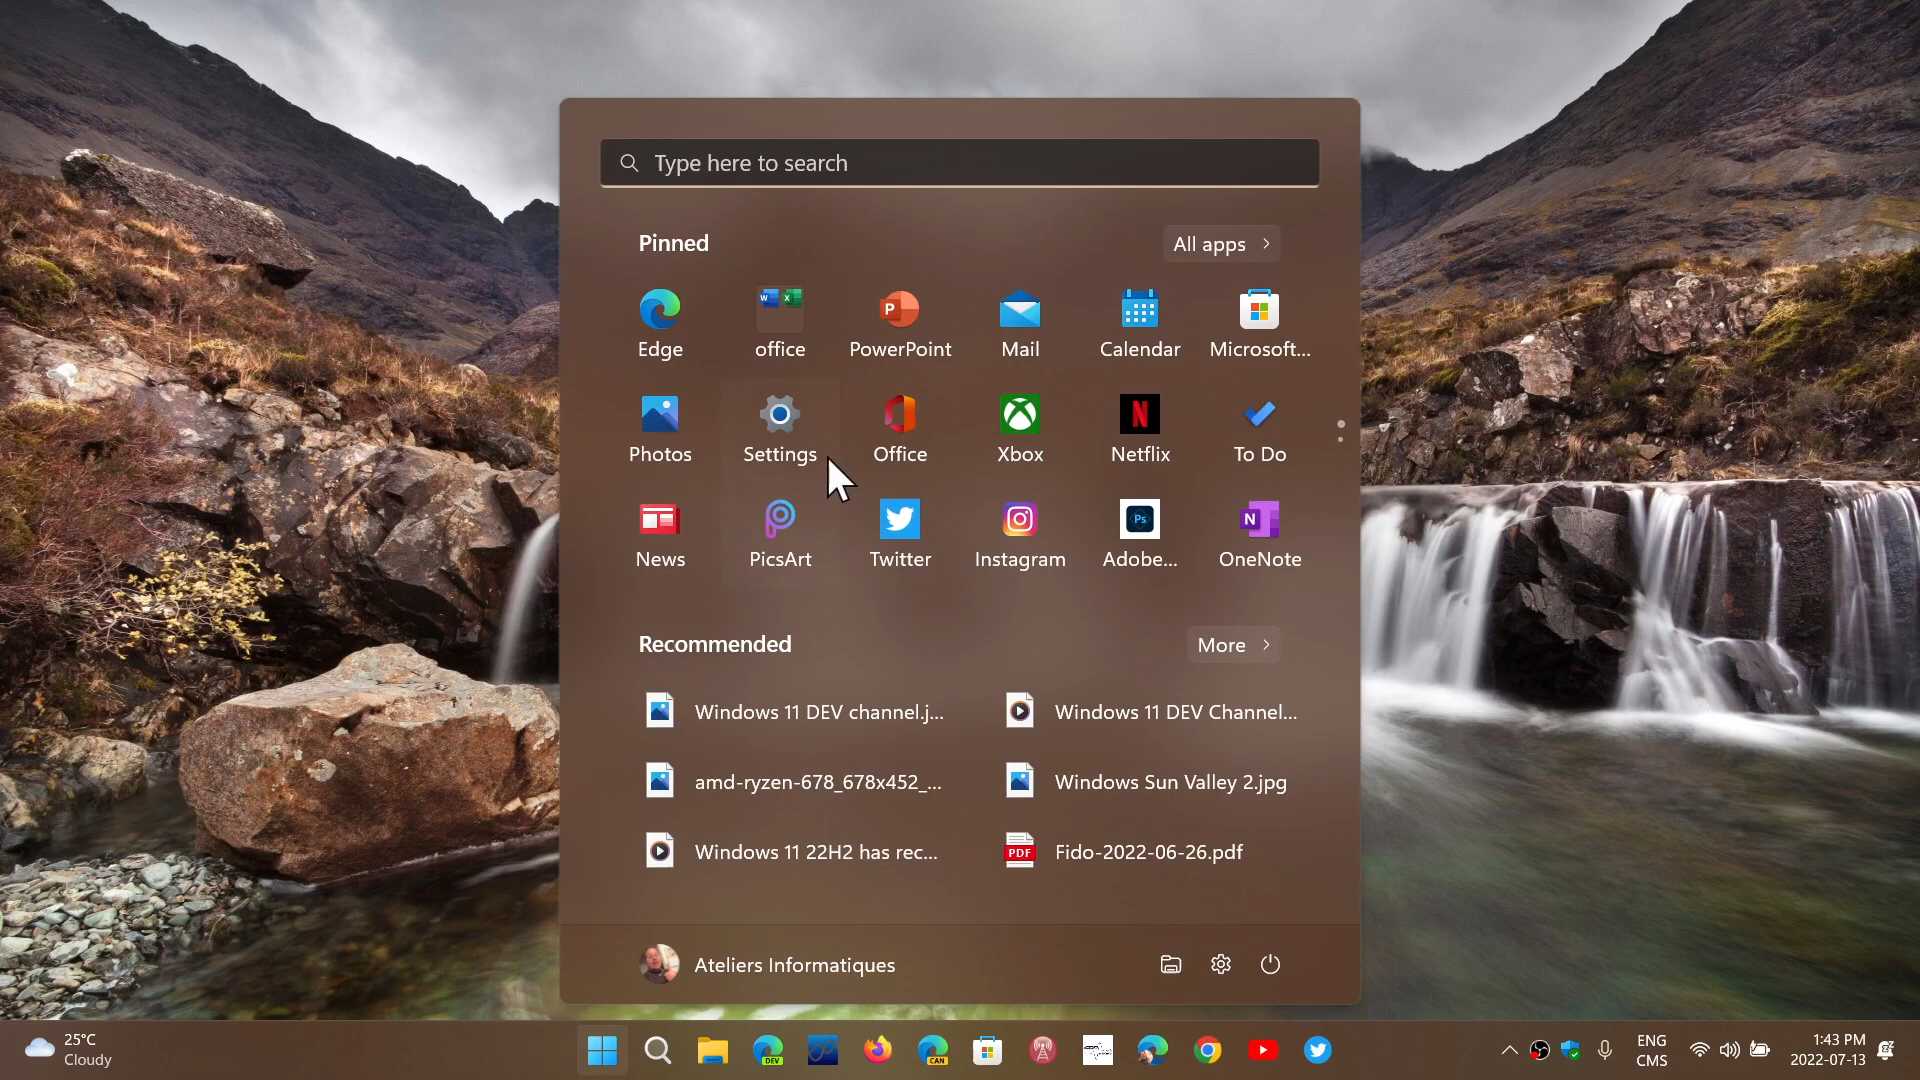 Type here to search
Pinned
All apps
Edge
office
PowerPoint
Mail
Calendar
Microsoft...
Photos
Settings
Office
Xbox
Netflix
To Do
News
PicsArt
Twitter
Instagram
Adobe...
OneNote
Recommended
More
Windows 11 DEV channel.j...
Windows 11 DEV Channel...
amd-ryzen-678_678x452_...
Windows Sun Valley 2.jpg
Windows 11 22H2 has rec...
PDF
Fido-2022-06-26.pdf
Ateliers Informatiques
25°C
Cloudy
DEV
CAN
ENG
CMS
1:43 PM
2022-07-13